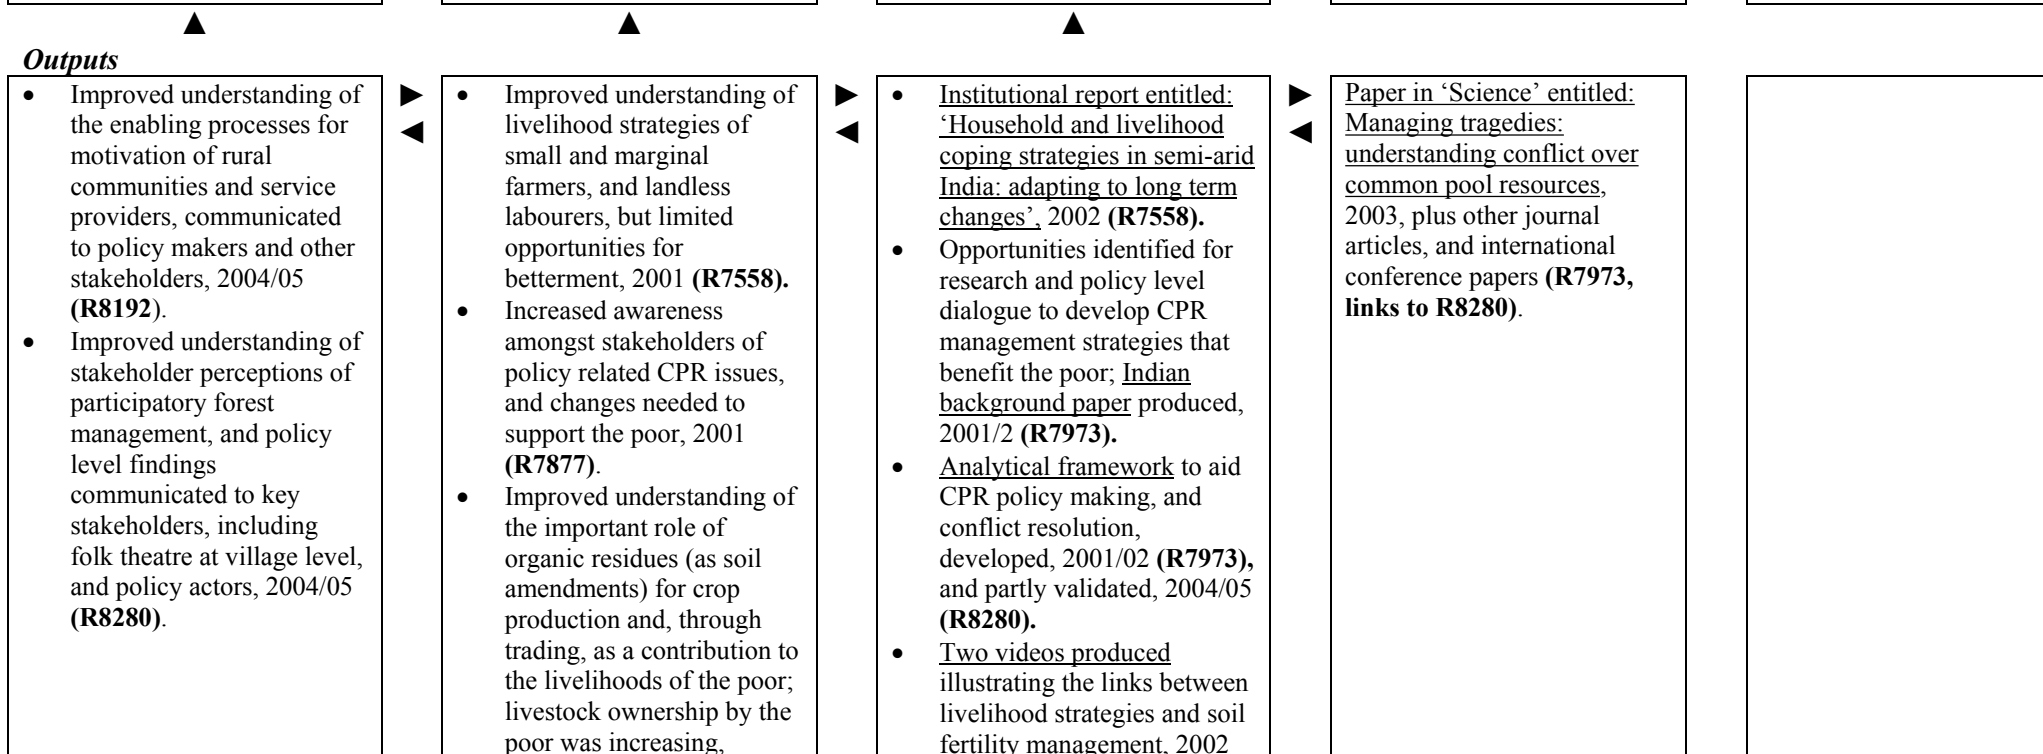 Outputs
• Improved understanding of
the enabling processes for
motivation of rural
communities and service
providers, communicated
to policy makers and other
stakeholders, 2004/05
(R8192).
• Improved understanding of
stakeholder perceptions of
participatory forest
management, and policy
level findings
communicated to key
stakeholders, including
folk theatre at village level,
and policy actors, 2004/05
(R8280).
• Improved understanding of
livelihood strategies of
small and marginal
farmers, and landless
labourers, but limited
opportunities for
betterment, 2001 (R7558).
• Increased awareness
amongst stakeholders of
policy related CPR issues,
and changes needed to
support the poor, 2001
(R7877).
• Improved understanding of
the important role of
organic residues (as soil
amendments) for crop
production and, through
trading, as a contribution to
the livelihoods of the poor;
livestock ownership by the
poor was increasing,
• Institutional report entitled:
‘Household and livelihood
coping strategies in semi-arid
India: adapting to long term
changes’, 2002 (R7558).
• Opportunities identified for
research and policy level
dialogue to develop CPR
management strategies that
benefit the poor; Indian
background paper produced,
2001/2 (R7973).
• Analytical framework to aid
CPR policy making, and
conflict resolution,
developed, 2001/02 (R7973),
and partly validated, 2004/05
(R8280).
• Two videos produced
illustrating the links between
livelihood strategies and soil
fertility management, 2002
Paper in ‘Science’ entitled:
Managing tragedies:
understanding conflict over
common pool resources,
2003, plus other journal
articles, and international
conference papers (R7973,
links to R8280).